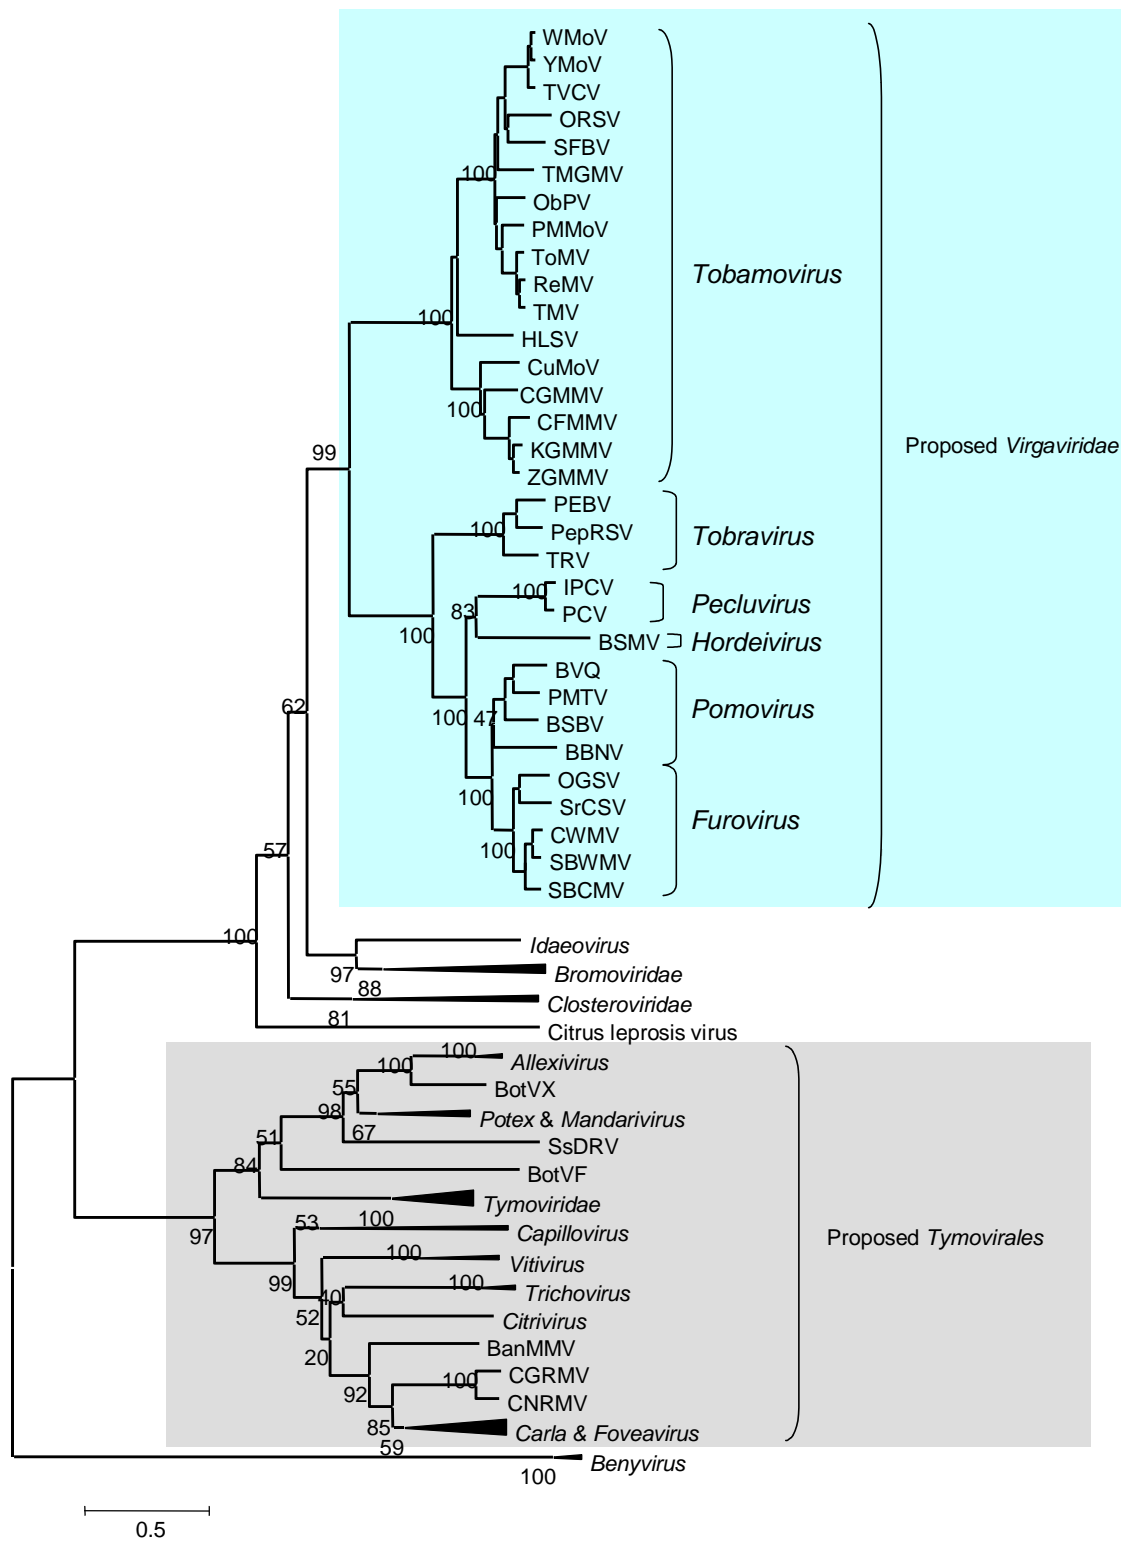 WMoV
YMoV
TVCV
ORSV
SFBV
100
TMGMV
ObPV
PMMoV
ToMV
Tobamovirus
ReMV
TMV
100
HLSV
CuMoV
CGMMV
100
CFMMV
Proposed Virgaviridae
99
KGMMV
ZGMMV
PEBV
100
PepRSV
Tobravirus
TRV
100
IPCV
83
PCV
Pecluvirus
100
BSMV
Hordeivirus
BVQ
62
PMTV
Pomovirus
100
47
BSBV
BBNV
OGSV
100
SrCSV
Furovirus
CWMV
57
100
SBWMV
SBCMV
100
Idaeovirus
97
Bromoviridae
88
Closteroviridae
81
Citrus leprosis virus
100
Allexivirus
100
55
BotVX
98
Potex & Mandarivirus
67
51
SsDRV
84
BotVF
Tymoviridae
97
53
100
Capillovirus
Proposed Tymovirales
100
Vitivirus
99
100
Trichovirus
40
52
Citrivirus
20
BanMMV
92
100
CGRMV
CNRMV
85
Carla & Foveavirus
59
100
Benyvirus
0.5